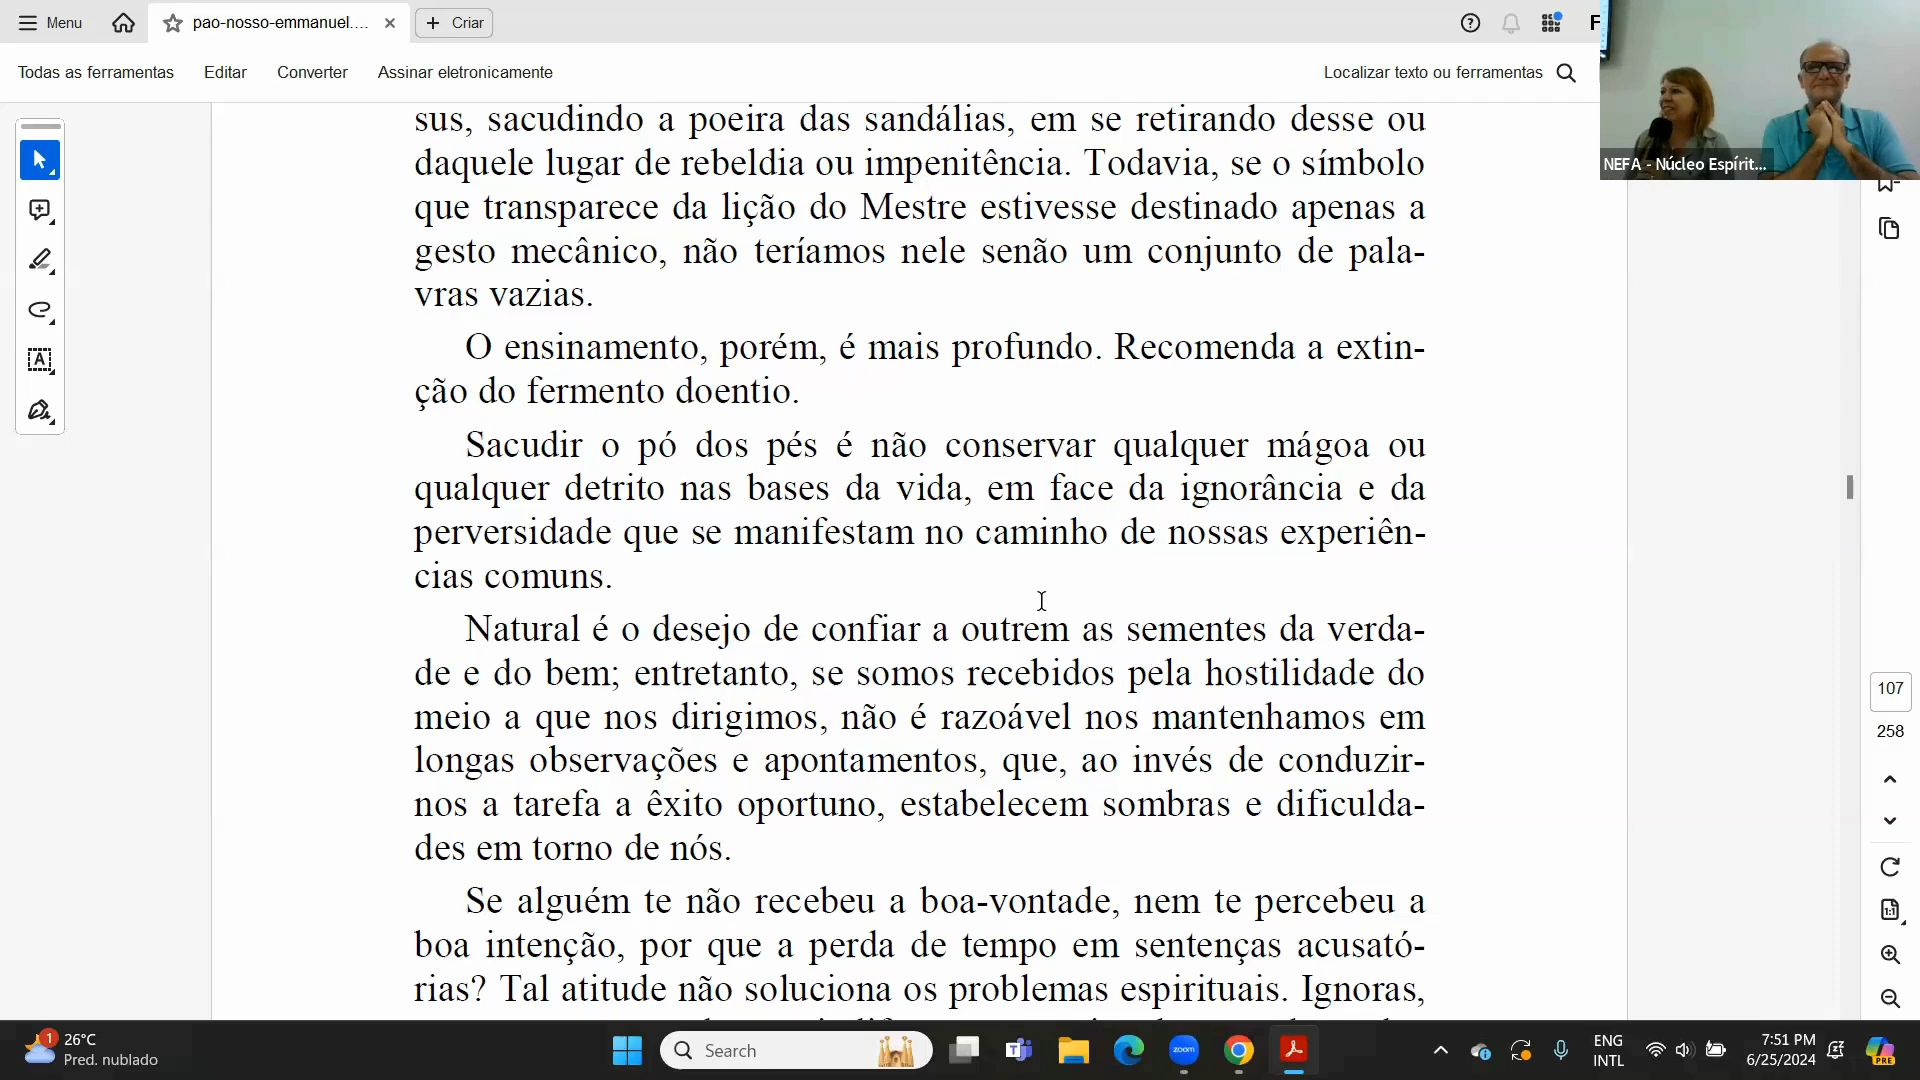 Menu
pao-nosso-emmanuel....
Criar
Todas as ferramentas
Editar
Converter
Assinar eletronicamente
Localizar texto ou ferramentas
NEFA - Núcleo Espírit...
sus, sacudindo a poeira das sandálias, em se retirando desse ou
daquele lugar de rebeldia ou impenitência. Todavia, se o símbolo
que transparece da lição do Mestre estivesse destinado apenas a
gesto mecânico, não teríamos nele senão um conjunto de pala-
vras vazias.
O ensinamento, porém, é mais profundo. Recomenda a extin-
ção do fermento doentio.
Sacudir o pó dos pés é não conservar qualquer mágoa ou
qualquer detrito nas bases da vida, em face da ignorância e da
perversidade que se manifestam no caminho de nossas experiên-
cias comuns.
Natural é o desejo de confiar a outrem as sementes da verda-
de e do bem; entretanto, se somos recebidos pela hostilidade do
meio a que nos dirigimos, não é razoável nos mantenhamos em
longas observações e apontamentos, que, ao invés de conduzir-
nos a tarefa a êxito oportuno, estabelecem sombras e dificulda-
des em torno de nós.
Se alguém te não recebeu a boa-vontade, nem te percebeu a
boa intenção, por que a perda de tempo em sentenças acusató-
rias? Tal atitude não soluciona os problemas espirituais. Ignoras,
107
258
1
26°C
Pred. nublado
Search
zoom
ENG
INTL
7:51 PM
6/25/2024
PRE